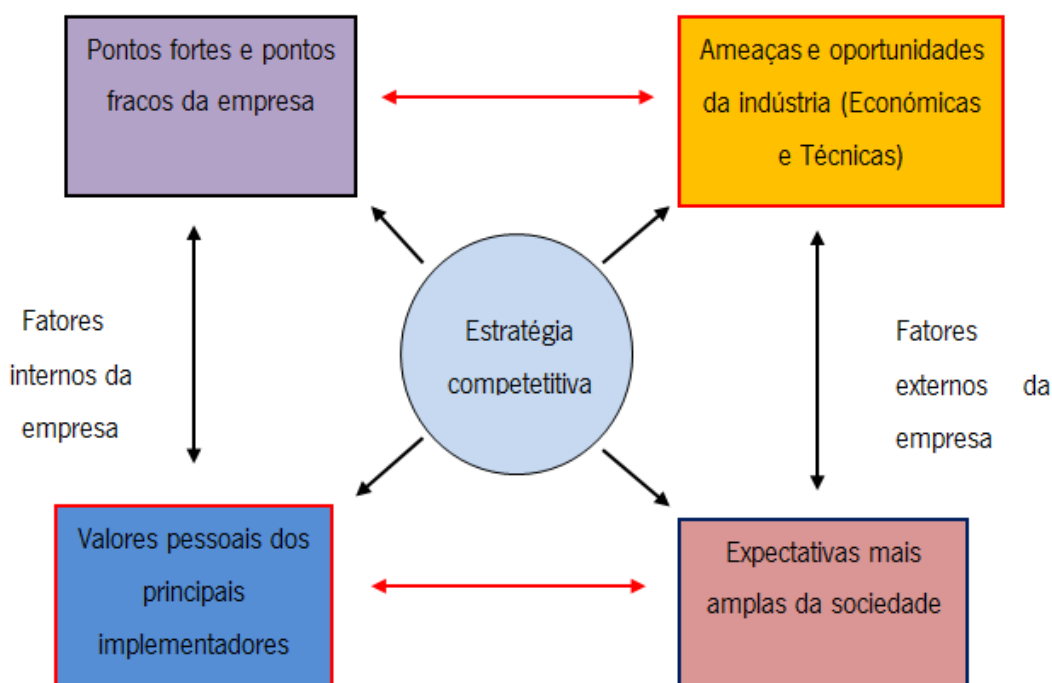 Pontos fortes e pontos
fracos da empresa
Ameaças e oportunidades
da indústria (Económicas
e Técnicas)
Fatores
internos da
empresa
Estratégia
competetitiva
Fatores
externos da
empresa
Valores pessoais dos
principais
implementadores
Expectativas mais
amplas da sociedade